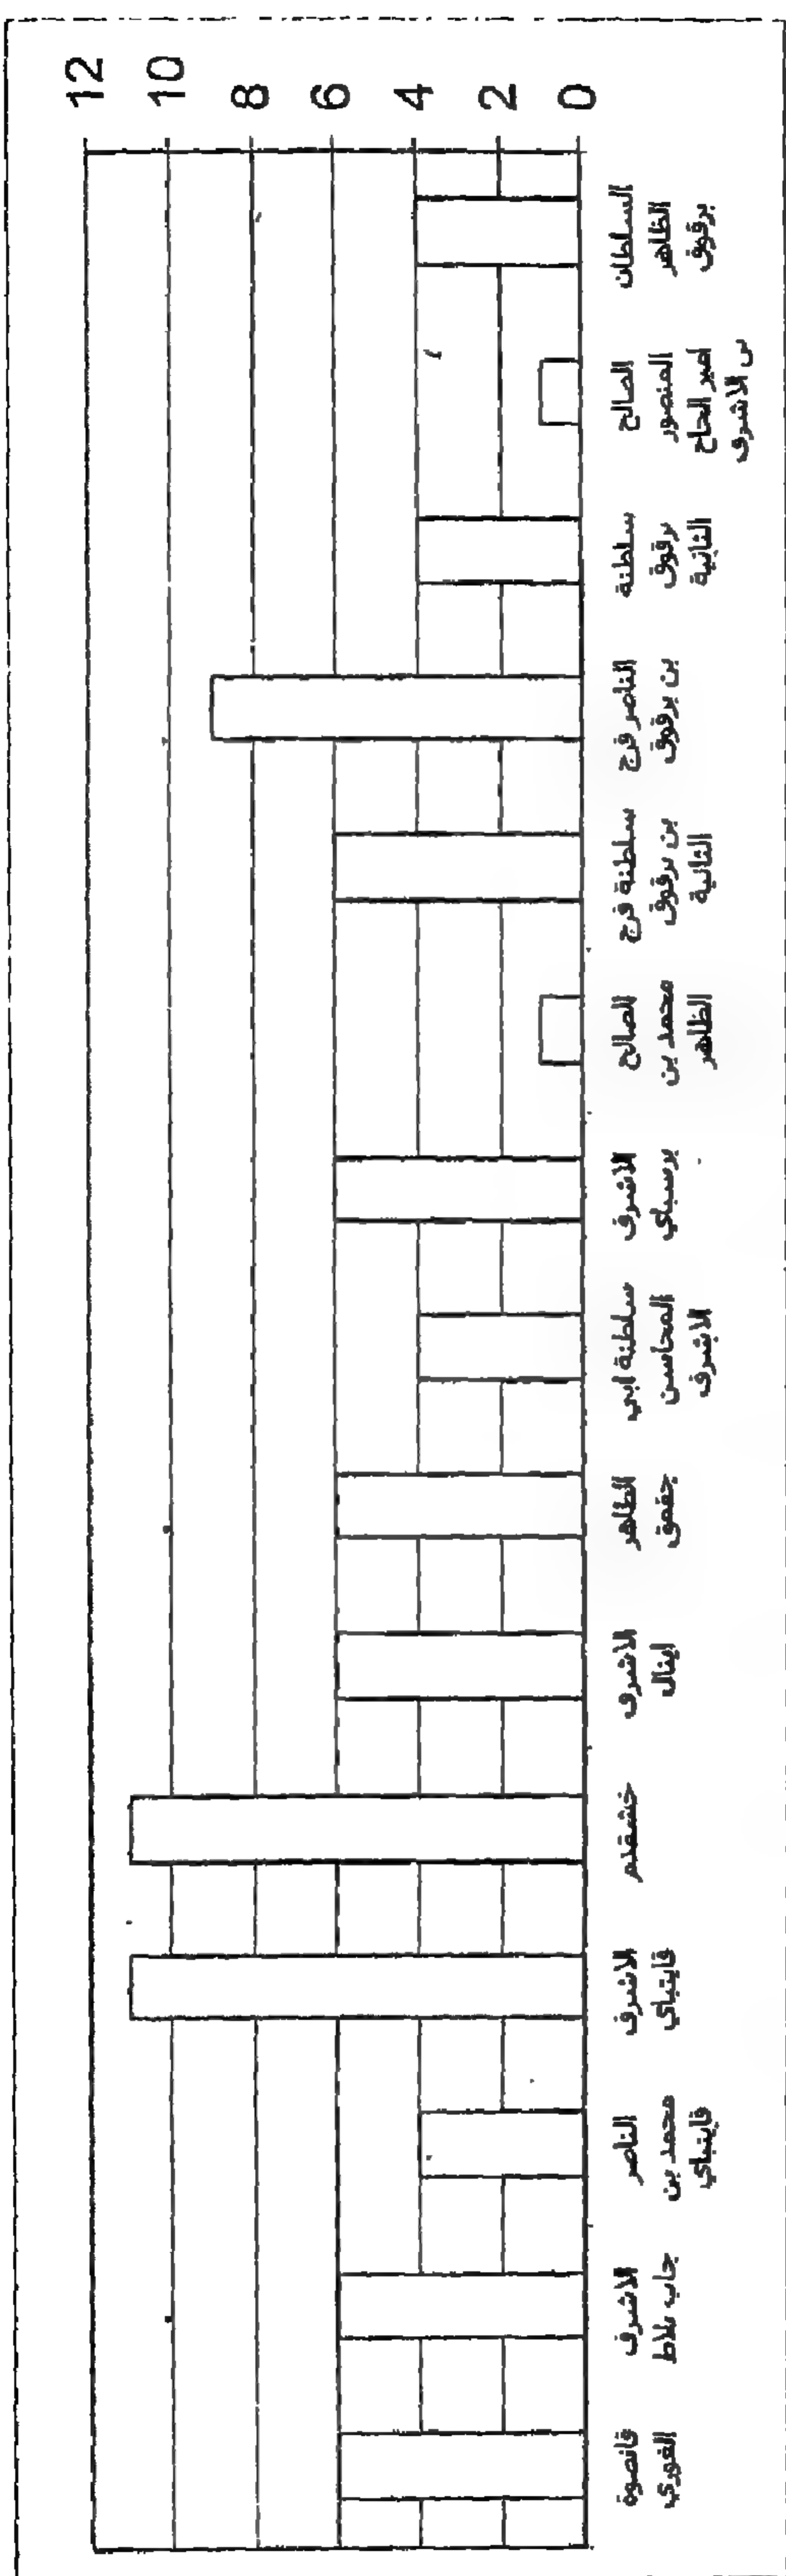 12
10
8
6
4
2
0
السلطان
الظاهر
برقوق
الصالح
المنصور
امير الحاج
بن الاشرف
سلطنة
برقوق
الثانية
الناصر فرج
بن برقوق
سلطنة فرج
بن برقوق
الثانية
الصالح
محمد بن
الظاهر
الاشرف
برسباي
سلطنة ابي
المحاسن
الاشرف
الظاهر
جقمق
الاشرف
اينال
خشقدم
الاشرف
قايتباي
الناصر
محمد بن
قايتباي
الاشرف
جاب بلاط
قانصوة
الغوري